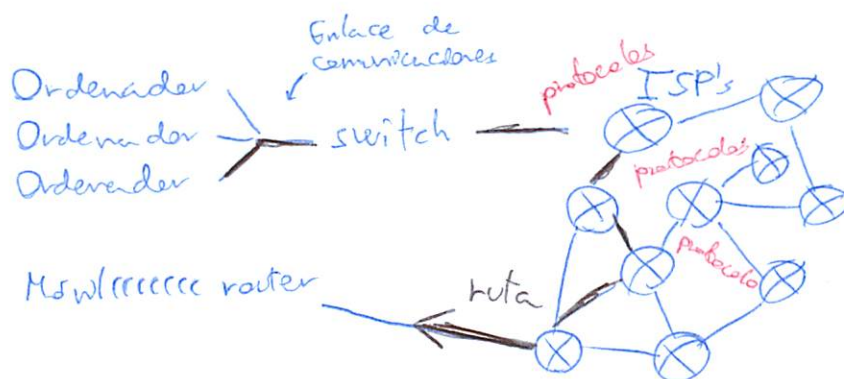 Enlace de
comunicaciones
Ordenador
Ordenador
Ordenador
switch
protocolos
ISP's
protocolos
protocolo
router
ruta